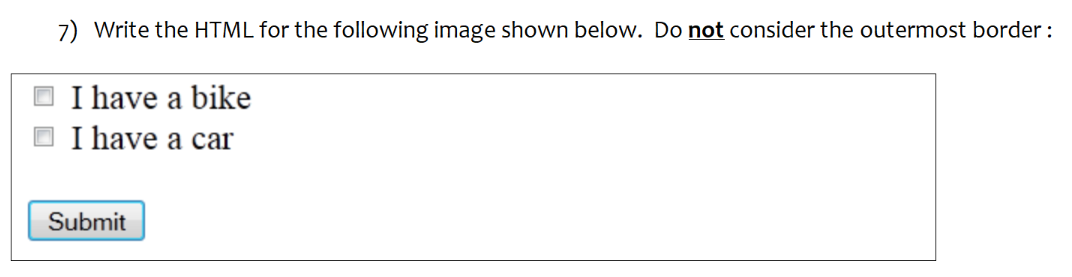 7) Write the HTML for the following image shown below. Do not consider the outermost border :
I have a bike
I have a car
Submit